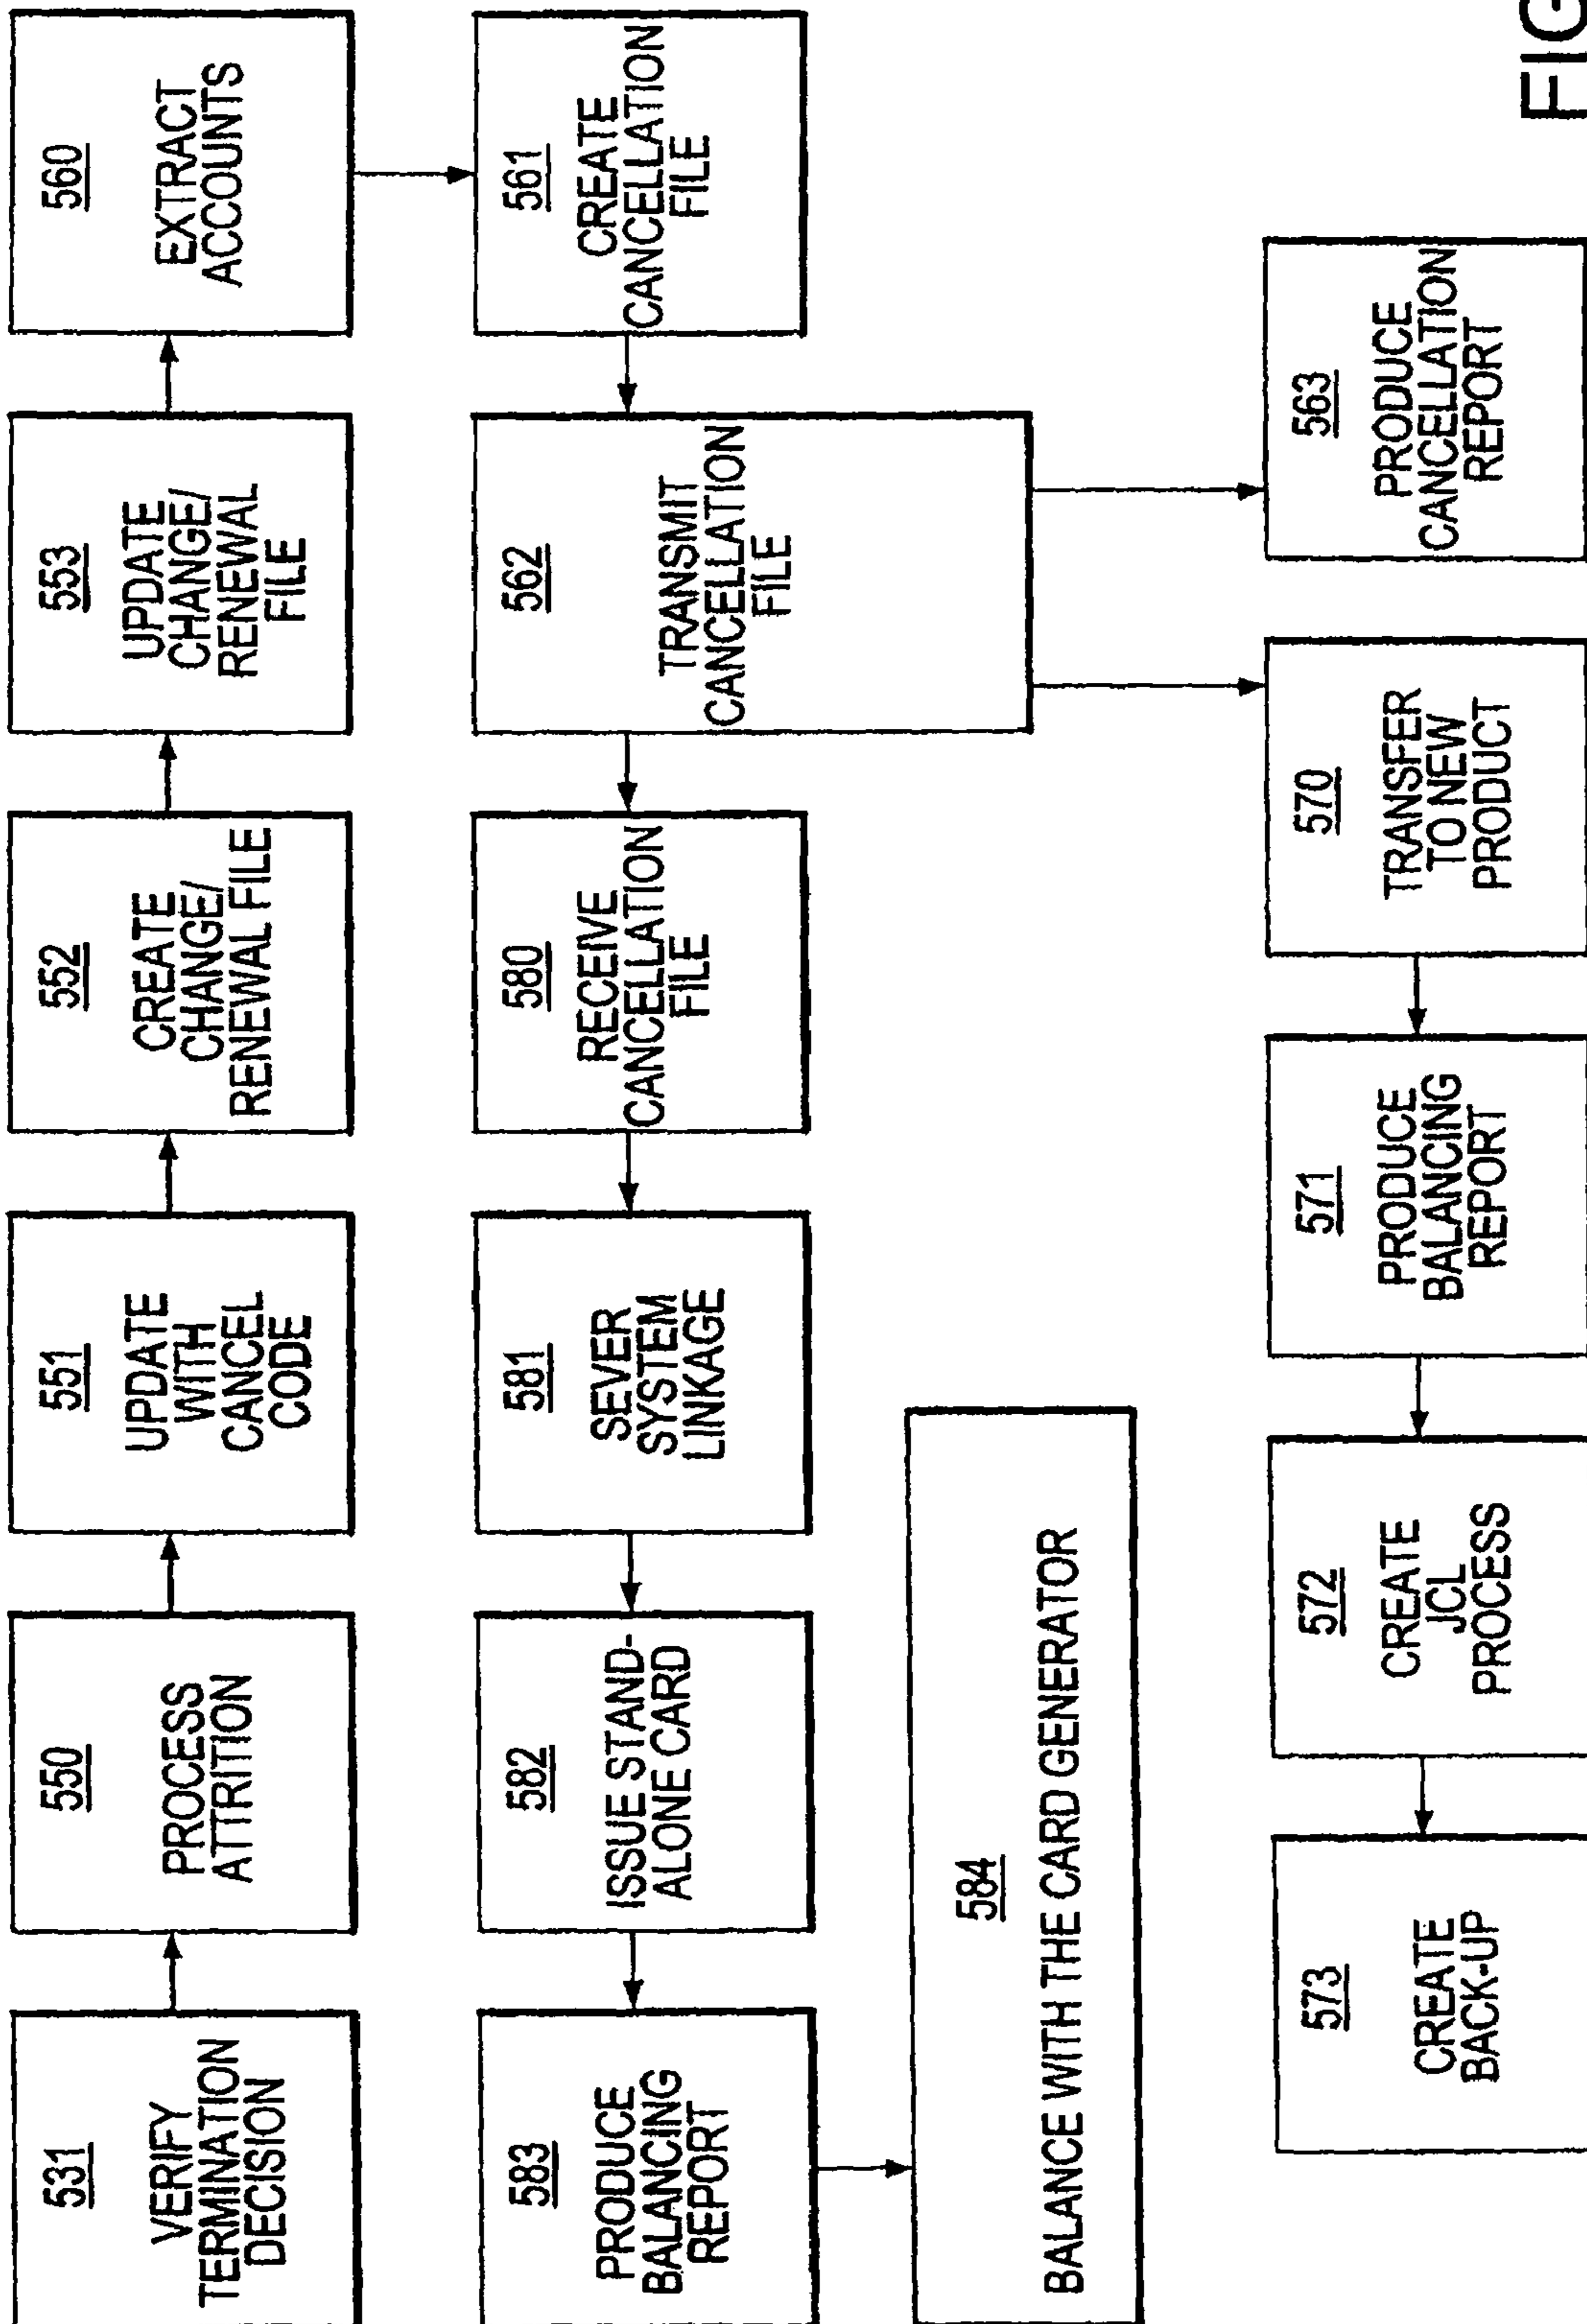 531
VERIFY
TERMINATION
DECISION
550
PROCESS
ATTRITION
551
UPDATE
WITH
CANCEL
CODE
552
CREATE
CHANGE/
RENEWAL FILE
553
UPDATE
CHANGE/
RENEWAL
FILE
560
EXTRACT
ACCOUNTS
561
CREATE
CANCELLATION
FILE
562
TRANSMIT
CANCELLATION
FILE
580
RECEIVE
CANCELLATION
FILE
581
SEVER
SYSTEM
LINKAGE
582
ISSUE STAND-
ALONE CARD
583
PRODUCE
BALANCING
REPORT
584
BALANCE WITH THE CARD GENERATOR
563
PRODUCE
CANCELLATION
REPORT
570
TRANSFER
TO NEW
PRODUCT
571
PRODUCE
BALANCING
REPORT
572
CREATE
JCL
PROCESS
573
CREATE
BACK-UP
FIG